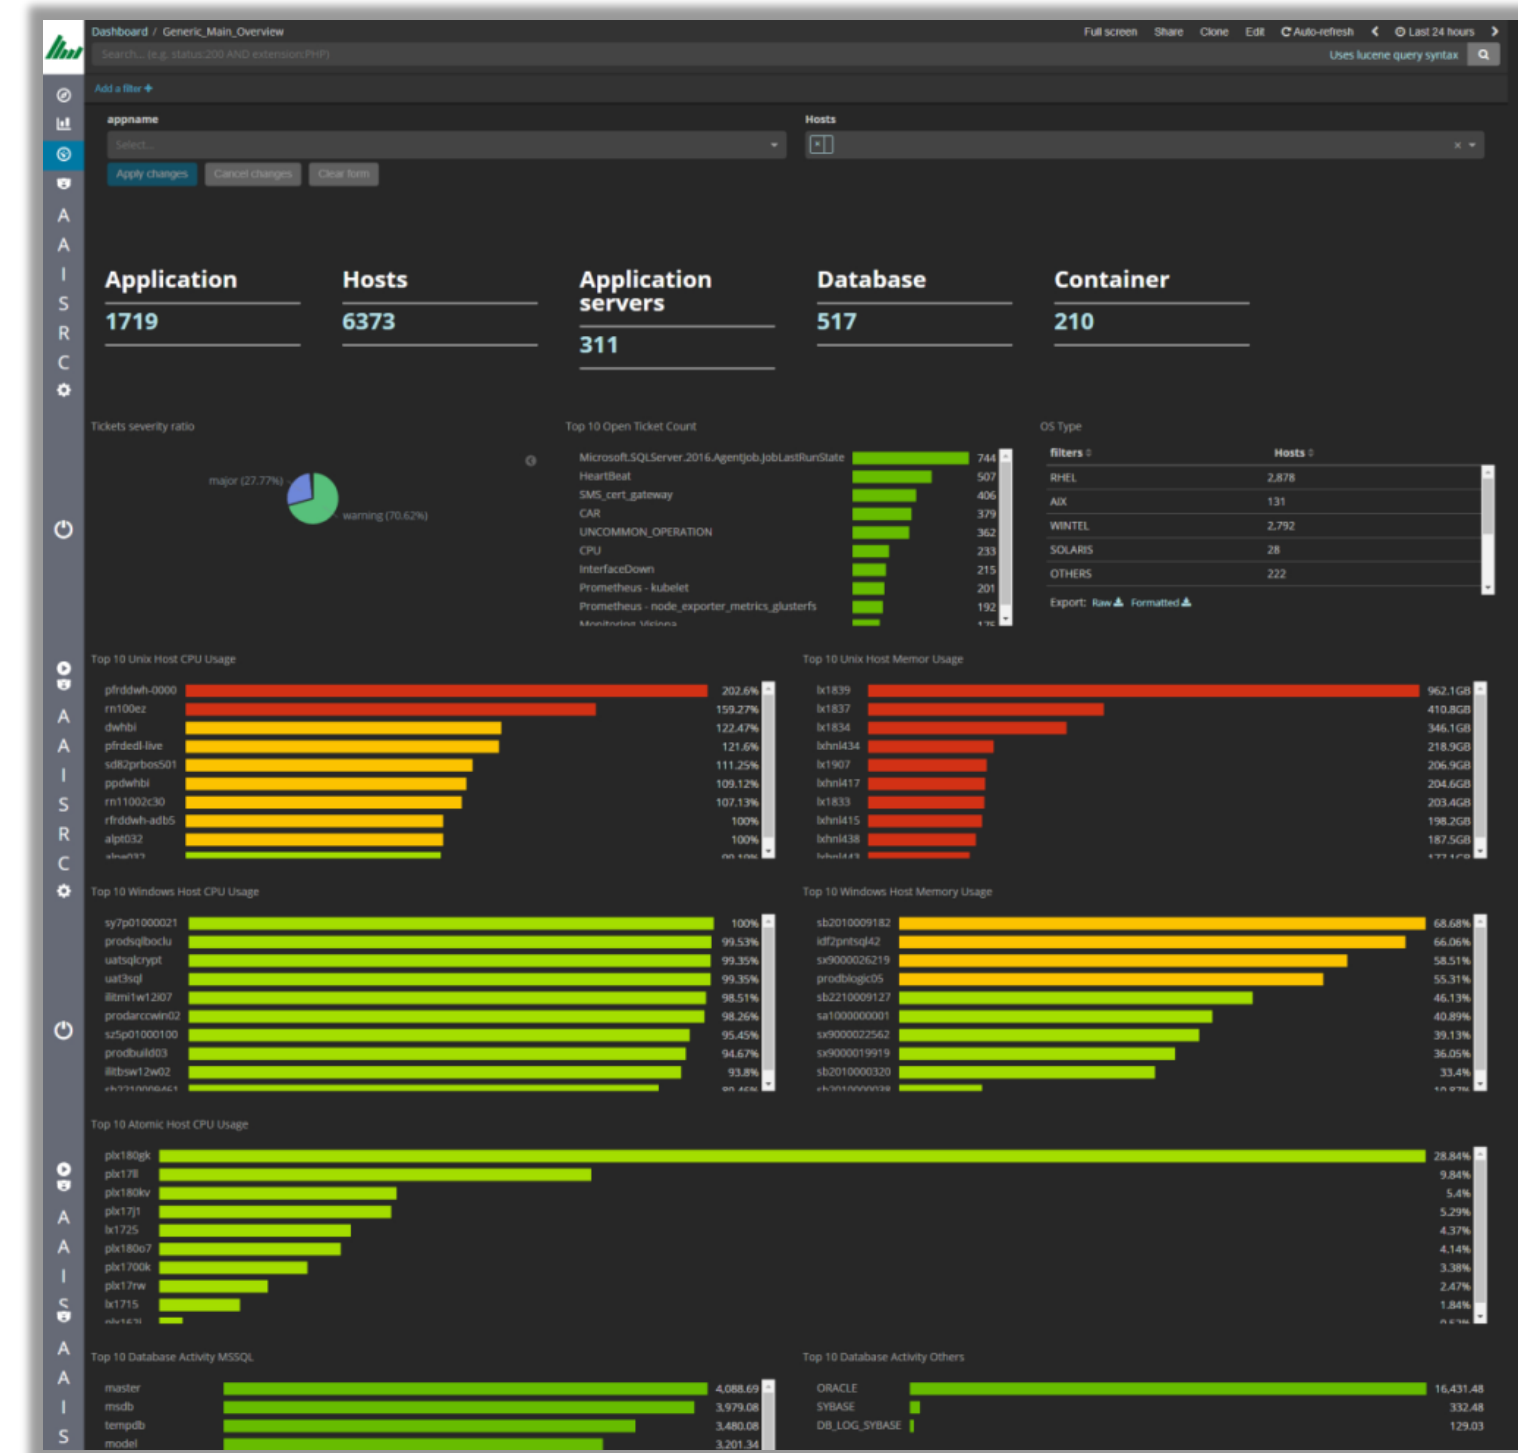 Dashboard / Generic_Main_Overview
Full screen Share Clone Edit Auto-refresh Last 24 hours
Search... (e.g. status:200 AND extension:PHP)
Uses lucene query syntax
Add a filter +
appname
Hosts
Select...
Apply changes Cancel changes Clear form
A
A
I
S
R
C
Application
1719
Hosts
6373
Application
servers
311
Database
517
Container
210
Tickets severity ratio
major (27.77%)
warning (70.62%)
Top 10 Open Ticket Count
Microsoft.SQLServer.2016.AgentJob.JobLastRunState 744
HeartBeat 507
SMS_cert_gateway 406
CAR 379
UNCOMMON_OPERATION 362
CPU 233
InterfaceDown 215
Prometheus - kubelet 201
Prometheus - node_exporter_metrics_glusterfs 192
OS Type
filters Hosts
RHEL 2,878
AIX 131
WINTEL 2,792
SOLARIS 28
OTHERS 222
Export: Raw Formatted
A
A
I
S
R
C
Top 10 Unix Host CPU Usage
pfrddwh-0000 202.6%
rn100ez 159.27%
dwhbi 122.47%
pfrdedl-live 121.6%
sd82prbos501 111.25%
ppdwhbi 109.12%
rn11002c30 107.13%
rfrddwh-adb5 100%
alpt032 100%
Top 10 Unix Host Memor Usage
lx1839 962.1GB
lx1837 410.8GB
lx1834 346.1GB
lxhnl434 218.9GB
lx1907 206.9GB
lxhnl417 204.6GB
lx1833 203.4GB
lxhnl415 198.2GB
lxhnl438 187.5GB
Top 10 Windows Host CPU Usage
sy7p01000021 100%
prodsqlboclu 99.53%
uatsqlcrypt 99.35%
uat3sql 99.35%
ilitmi1w12i07 98.51%
prodarccwin02 98.26%
sz5p01000100 95.45%
prodbuild03 94.67%
ilitbsw12w02 93.8%
Top 10 Windows Host Memory Usage
sb2010009182 68.68%
idf2pntsql42 66.06%
sx9000026219 58.51%
prodblogic05 55.31%
sb2210009127 46.13%
sa1000000001 40.89%
sx9000022562 39.13%
sx9000019919 36.05%
sb2010000320 33.4%
Top 10 Atomic Host CPU Usage
plx180gk 28.84%
plx17ll 9.84%
plx180kv 5.4%
plx17j1 5.29%
lx1725 4.37%
plx180o7 4.14%
plx1700k 3.38%
plx17rw 2.47%
lx1715 1.84%
A
A
I
S
A
A
I
S
Top 10 Database Activity MSSQL
master 4,088.69
msdb 3,979.08
tempdb 3,480.08
model 3,201.34
Top 10 Database Activity Others
ORACLE 16,431.48
SYBASE 332.48
DB_LOG_SYBASE 129.03